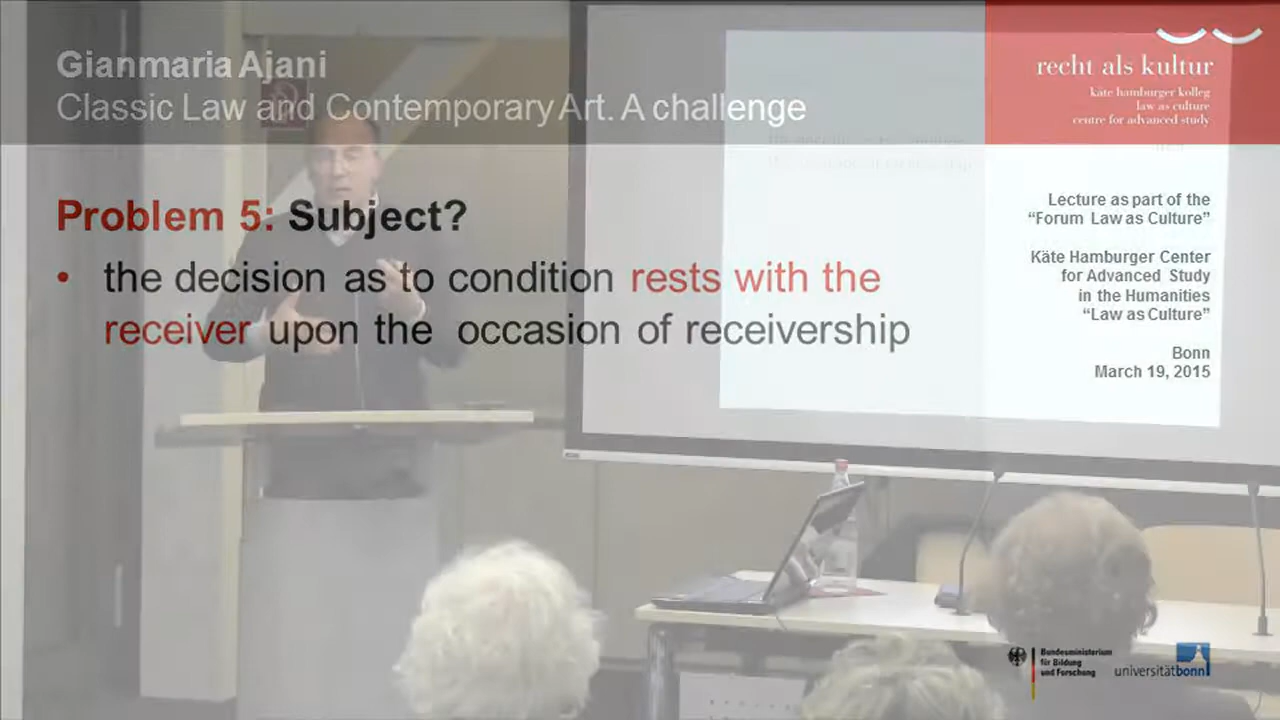 Gianmaria Ajani
Classic Law and Contemporary Art. A challenge
recht als kultur
käte hamburger kolleg
law as culture
centre for advanced study
Problem 5: Subject?
• the decision as to condition rests with the
receiver upon the occasion of receivership
Lecture as part of the
“Forum Law as Culture”
Käte Hamburger Center
for Advanced Study
in the Humanities
“Law as Culture”
Bonn
March 19, 2015
Bundesministerium
für Bildung
und Forschung
universitätbonn